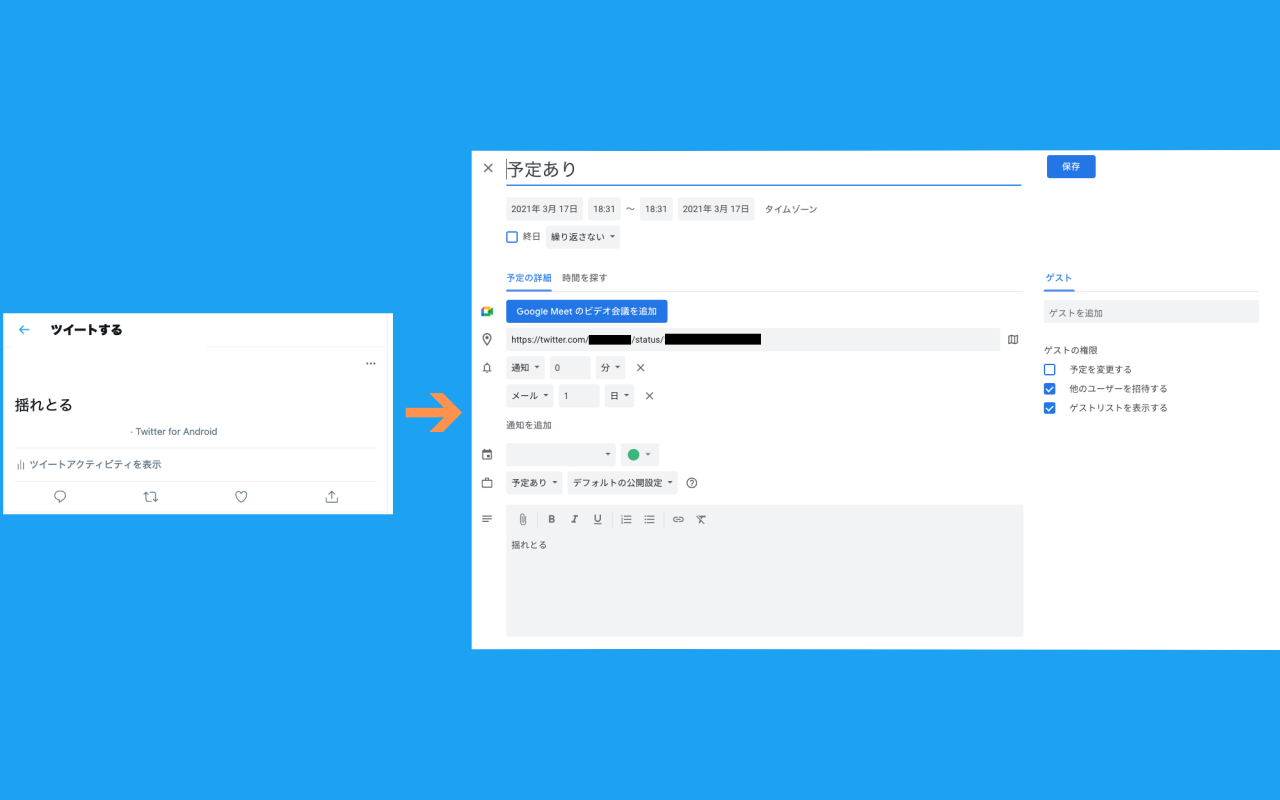 ツイートする
揺れとる
· Twitter for Android
ツイートアクティビティを表示
予定あり
保存
2021年 3月 17日 18:31 〜 18:31 2021年 3月 17日 タイムゾーン
終日 繰り返さない
予定の詳細 時間を探す
ゲスト
Google Meet のビデオ会議を追加
ゲストを追加
https://twitter.com/ /status/
通知 0 分
メール 1 日
通知を追加
ゲストの権限
予定を変更する
他のユーザーを招待する
ゲストリストを表示する
予定あり デフォルトの公開設定
B I U
揺れとる